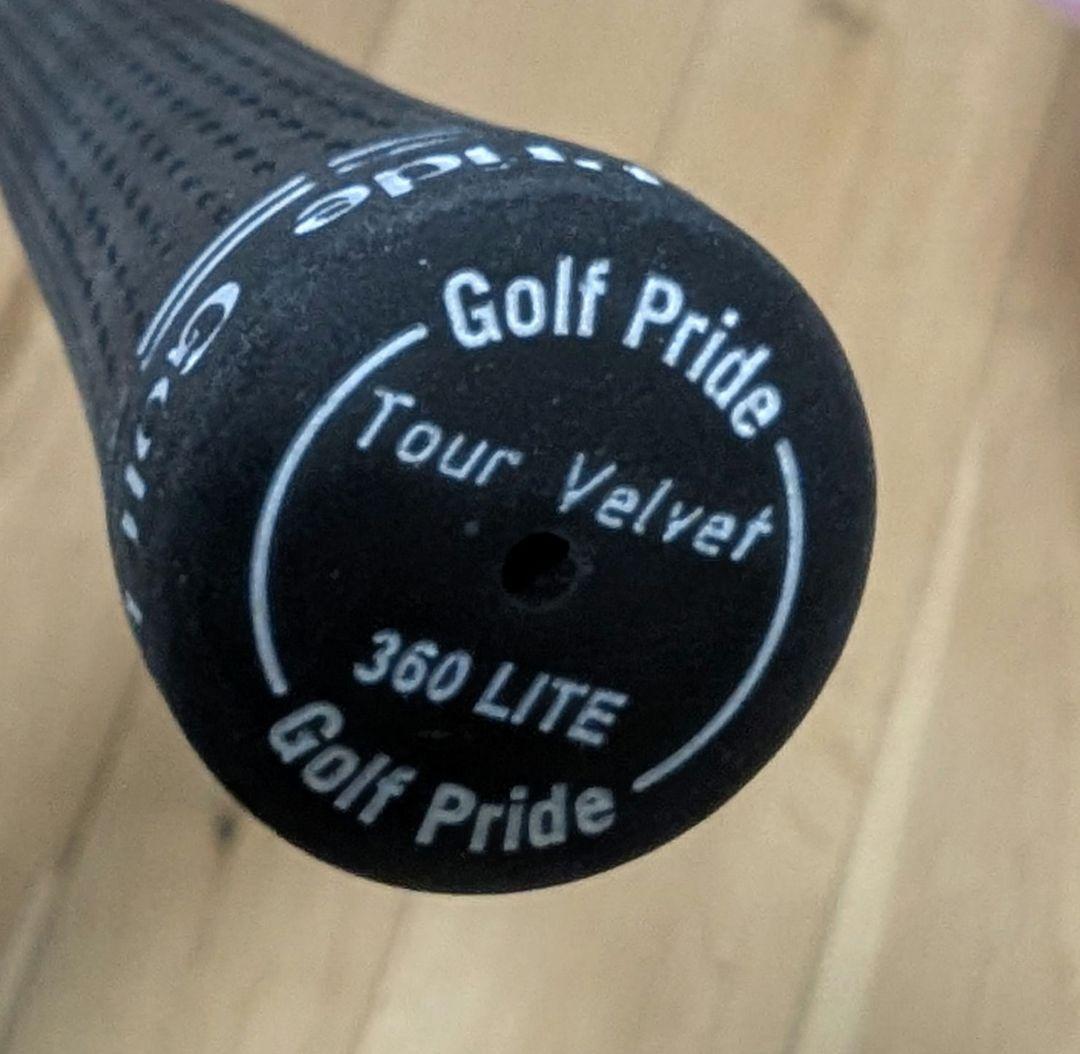 Golf Pride
Tour Velvet
360 LITE
Golf Pride